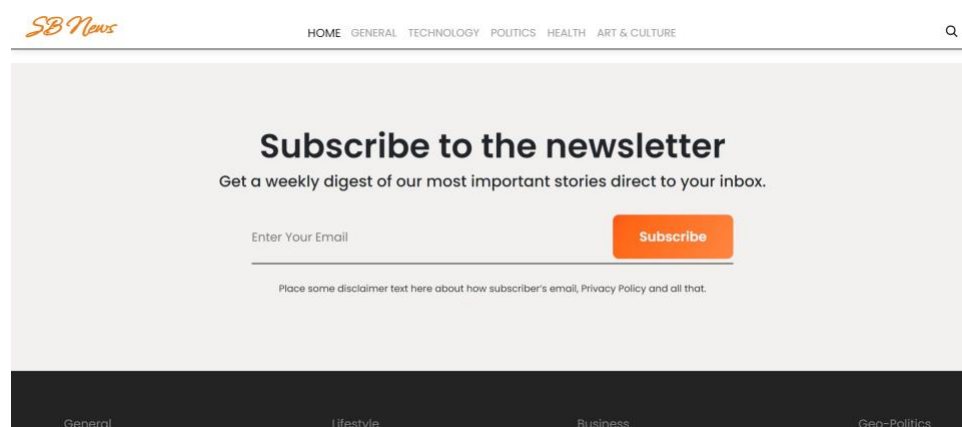 SB News
HOME GENERAL TECHNOLOGY POLITICS HEALTH ART & CULTURE
Subscribe to the newsletter
Get a weekly digest of our most important stories direct to your inbox.
Enter Your Email
Subscribe
Place some disclaimer text here about how subscriber's email, Privacy Policy and all that.
General Lifestyle Business Geo-Politics